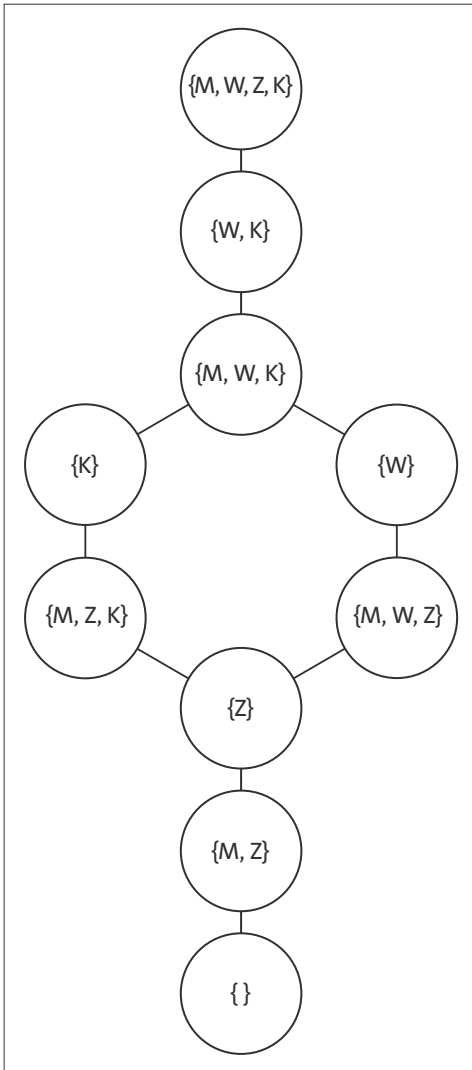 {M, W, Z, K}
{W, K}
{M, W, K}
{K}
{W}
{M, Z, K}
{M, W, Z}
{Z}
{M, Z}
{ }